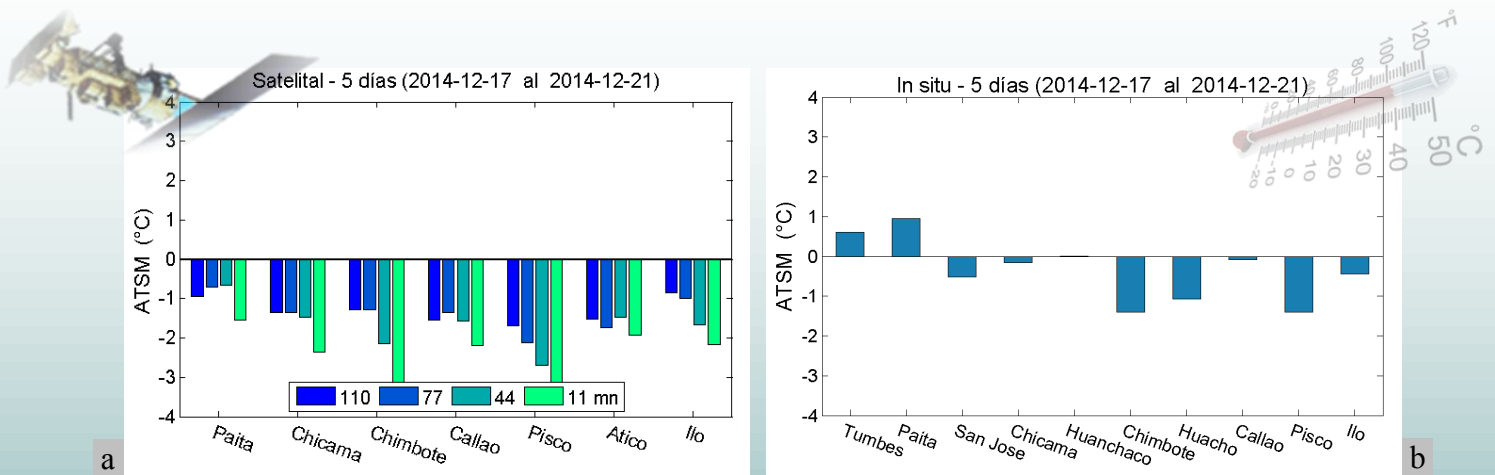 Satelital - 5 días (2014-12-17 al 2014-12-21)
ATSM (°C)
4
3
2
1
0
-1
-2
-3
-4
110 77 44 11 mn
Paita Chicama Chimbote Callao Pisco Atico Ilo
a
In situ - 5 días (2014-12-17 al 2014-12-21)
ATSM (°C)
4
3
2
1
0
-1
-2
-3
-4
Tumbes Paita San Jose Chicama Huanchaco Chimbote Huacho Callao Pisco Ilo
b
°F
60 80 100 120
-20 -10 0 10 20 30 40 50 °C